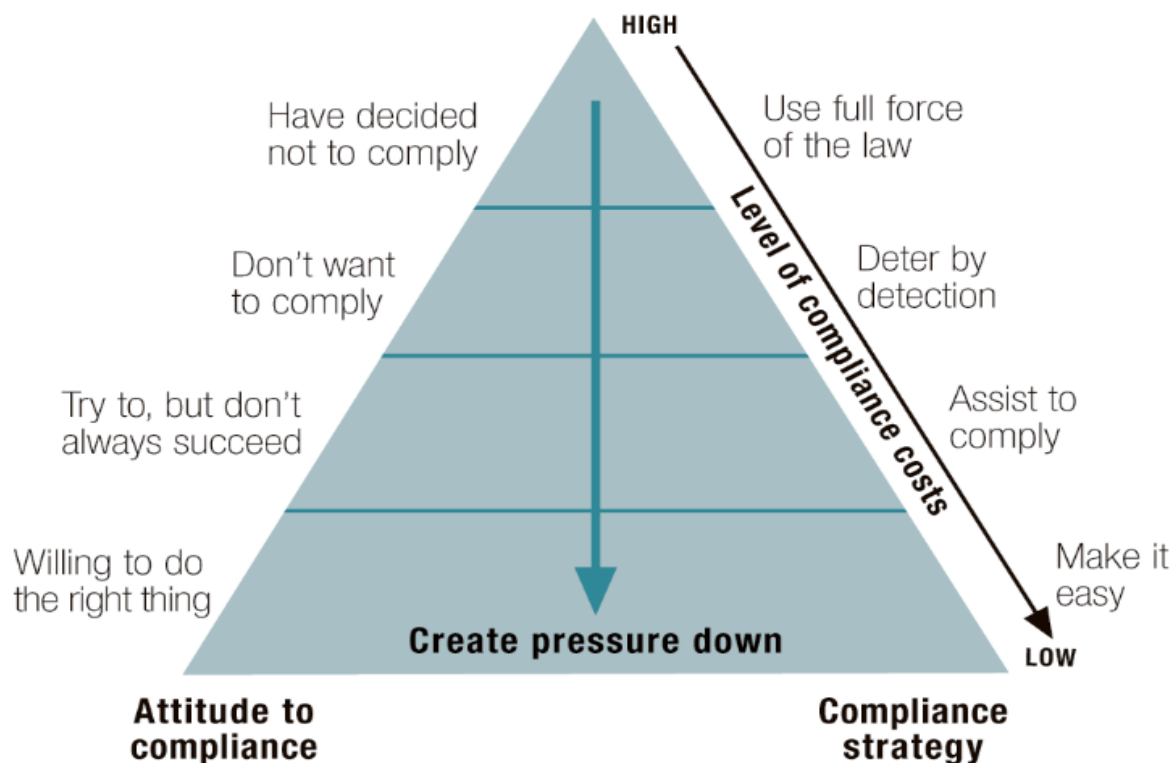 HIGH
Have decided
not to comply
Use full force
of the law
Don't want
to comply
Deter by
detection
Level of compliance costs
Try to, but don't
always succeed
Assist to
comply
Willing to do
the right thing
Make it
easy
Create pressure down
LOW
Attitude to
compliance
Compliance
strategy